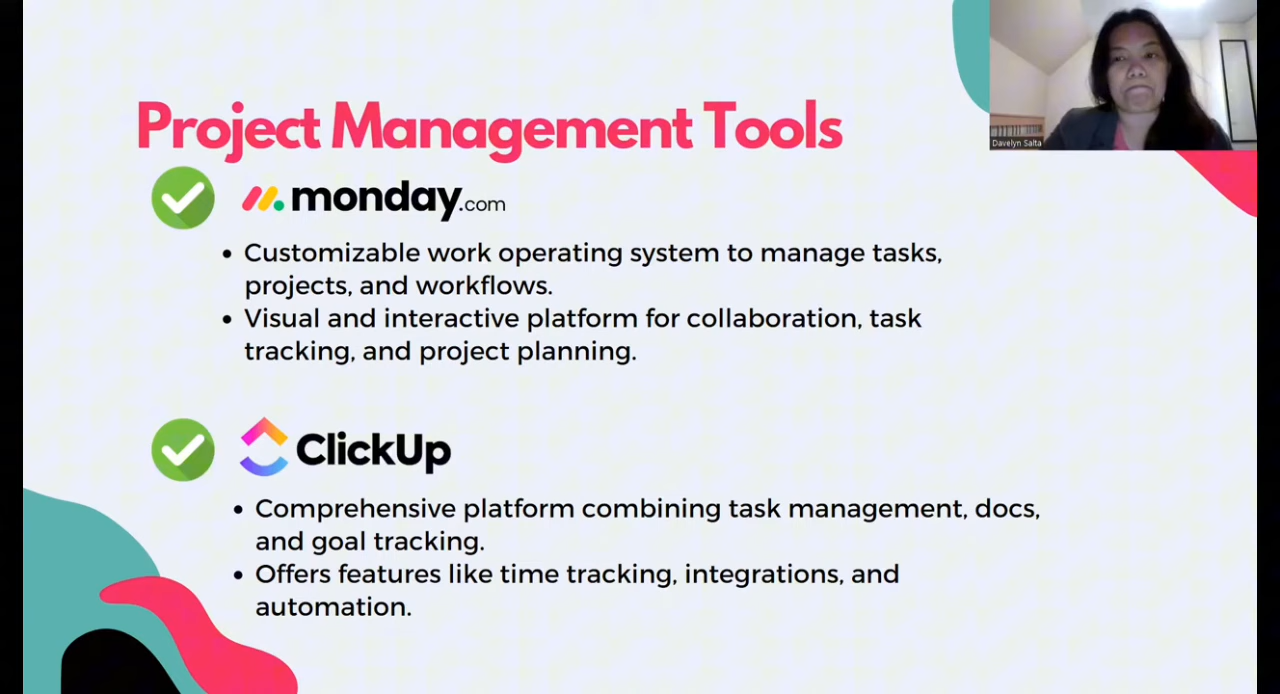 Project Management Tools
monday.com
• Customizable work operating system to manage tasks,
projects, and workflows.
• Visual and interactive platform for collaboration, task
tracking, and project planning.
ClickUp
• Comprehensive platform combining task management, docs,
and goal tracking.
• Offers features like time tracking, integrations, and
automation.
Davelyn Salta